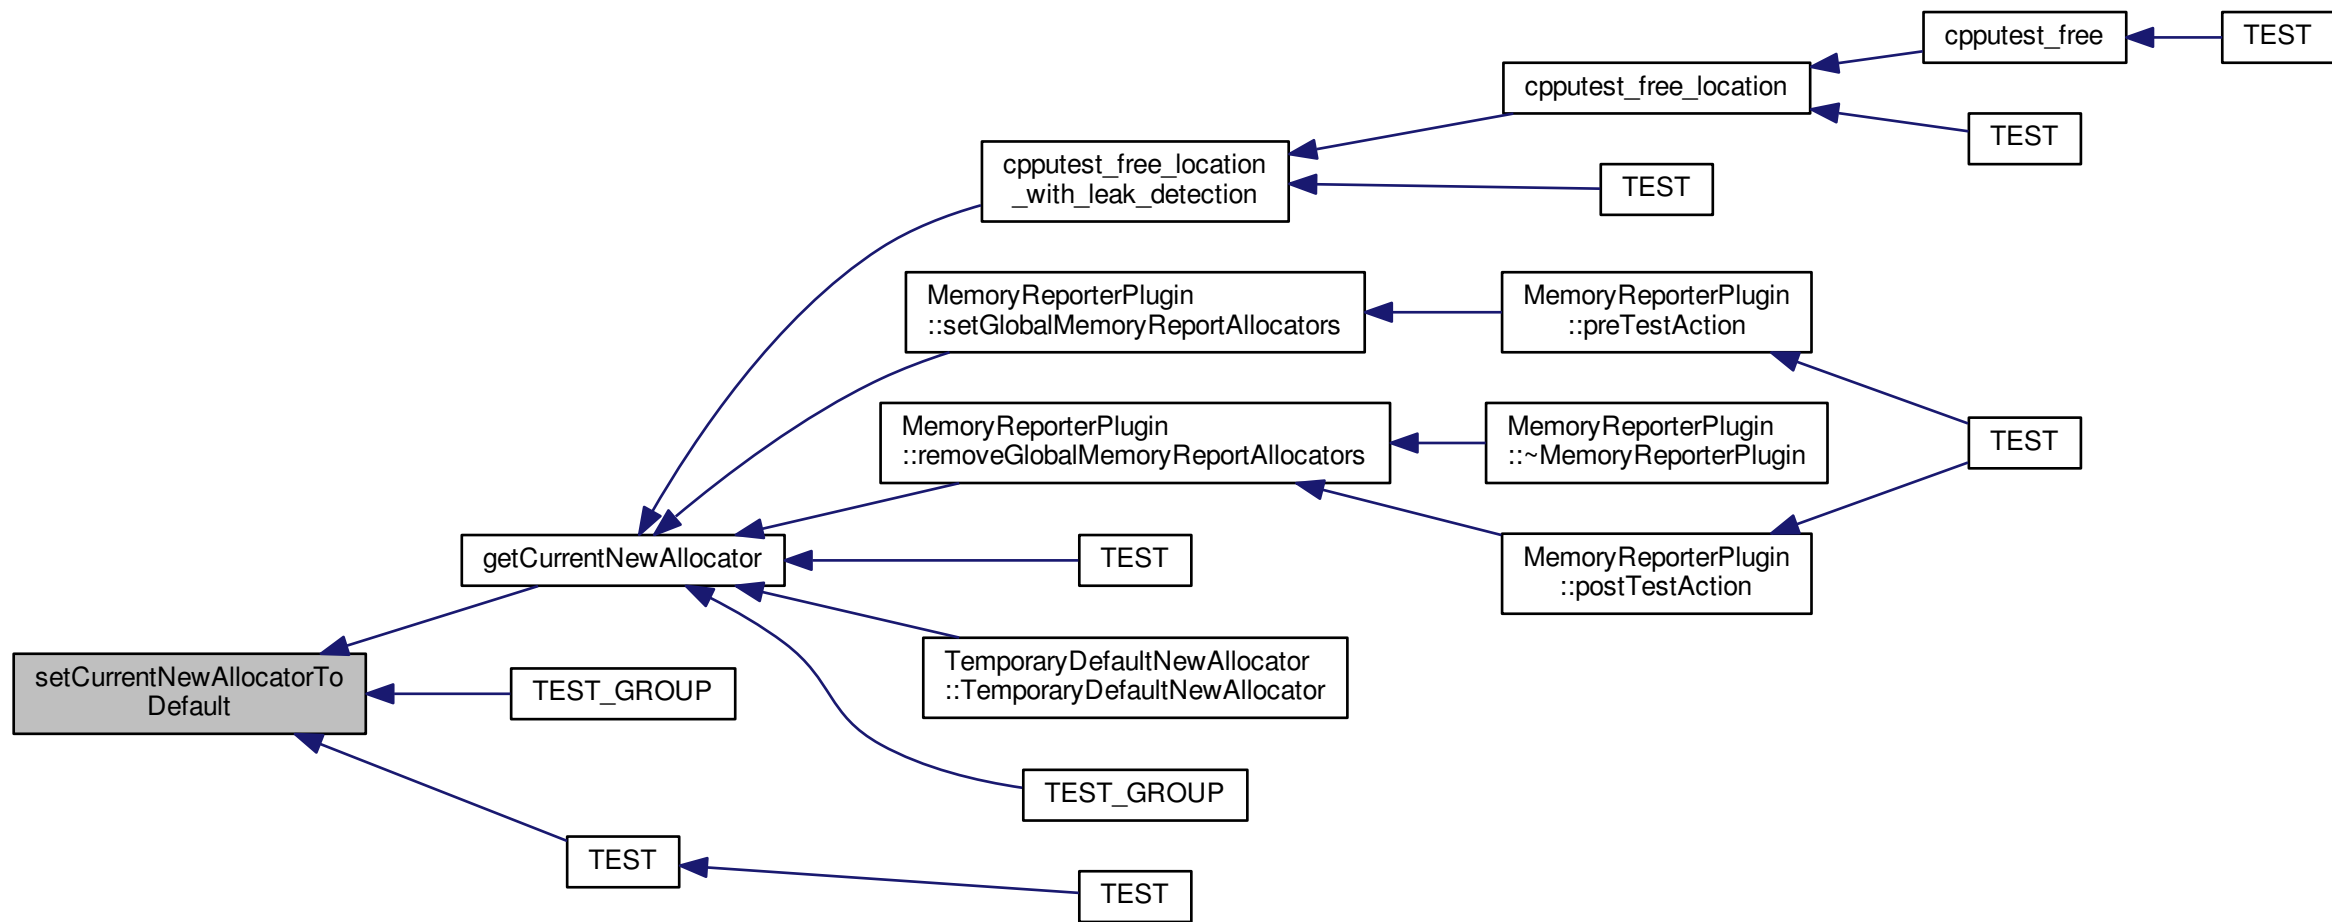 cpputest_free
TEST
cpputest_free_location
TEST
cpputest_free_location
_with_leak_detection
TEST
MemoryReporterPlugin
::setGlobalMemoryReportAllocators
MemoryReporterPlugin
::preTestAction
MemoryReporterPlugin
::removeGlobalMemoryReportAllocators
MemoryReporterPlugin
::~MemoryReporterPlugin
TEST
getCurrentNewAllocator
TEST
MemoryReporterPlugin
::postTestAction
setCurrentNewAllocatorTo
Default
TEST_GROUP
TemporaryDefaultNewAllocator
::TemporaryDefaultNewAllocator
TEST_GROUP
TEST
TEST